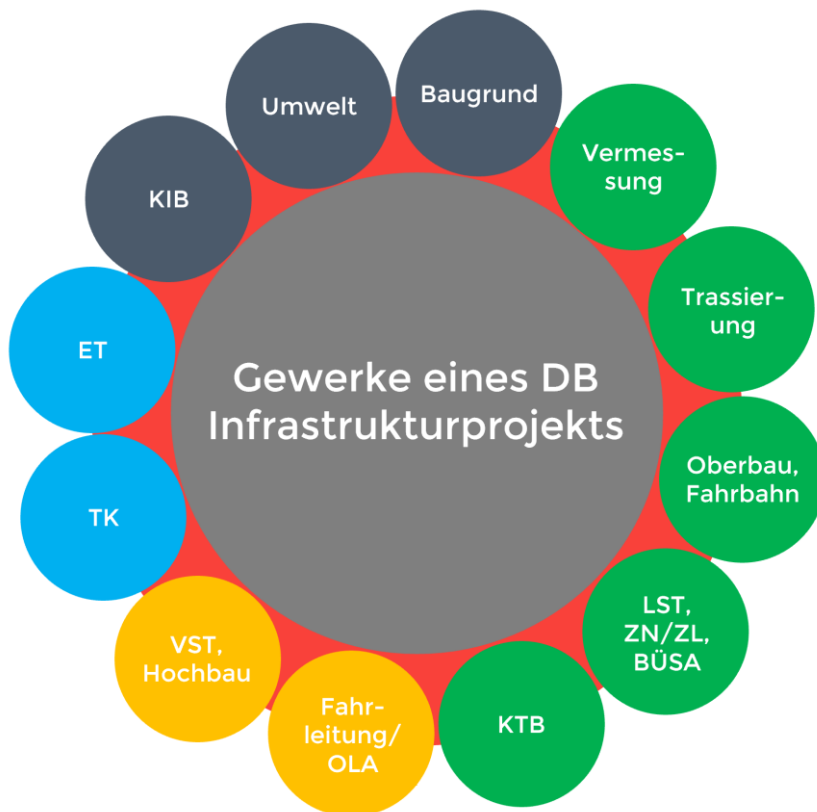 Gewerke eines DB
Infrastrukturprojekts
Baugrund
Vermes-
sung
Trassier-
ung
Oberbau,
Fahrbahn
LST,
ZN/ZL,
BÜSA
KTB
Fahr-
leitung/
OLA
VST,
Hochbau
TK
ET
KIB
Umwelt